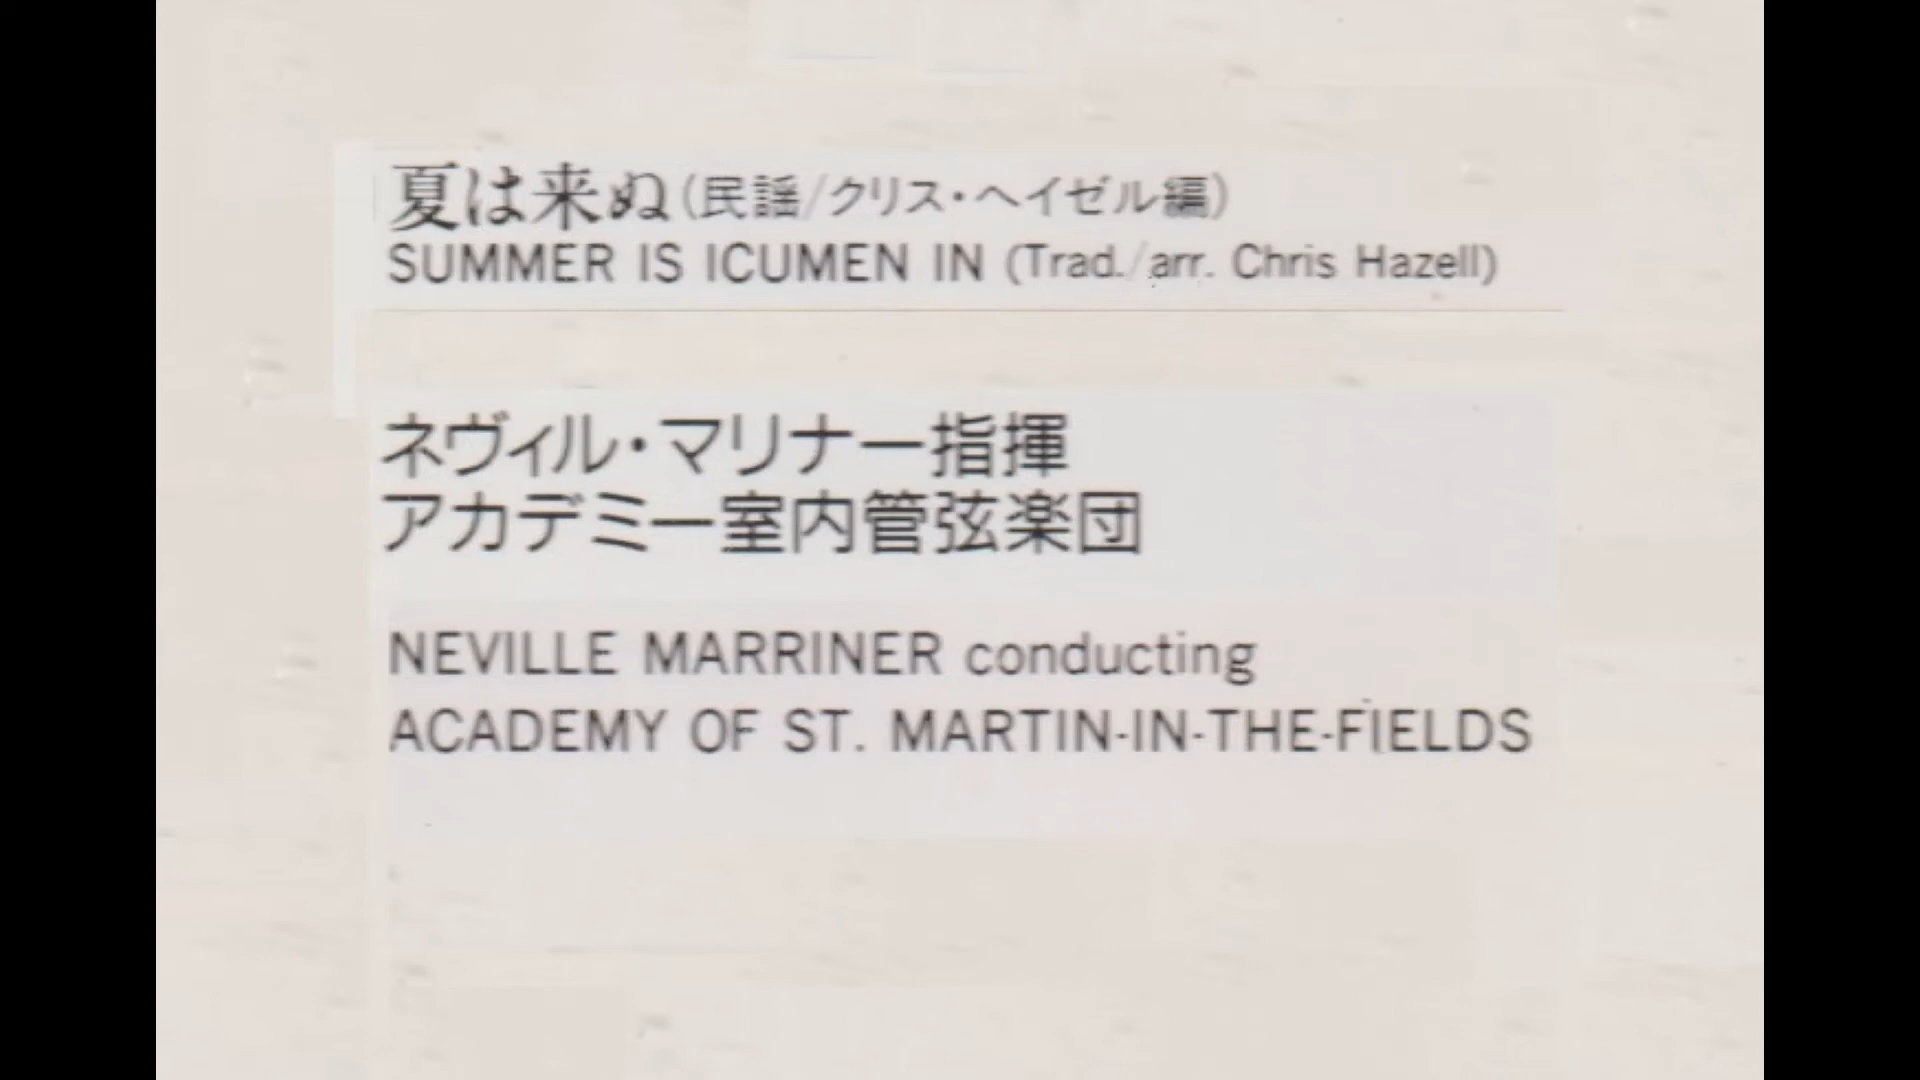 夏は来ぬ(民謡/クリス・ヘイゼル編)
SUMMER IS ICUMEN IN (Trad./arr. Chris Hazell)
ネヴィル・マリナー指揮
アカデミー室内管弦楽団
NEVILLE MARRINER conducting
ACADEMY OF ST. MARTIN-IN-THE-FIELDS